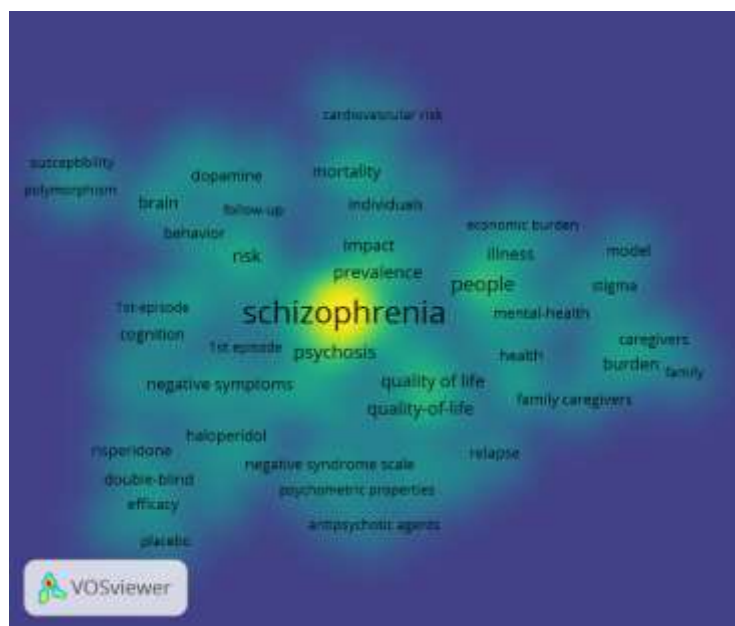 cardiovascular risk
susceptibility
mortality
dopamine
polymorphism
brain
individuals
follow-up
economic burden
behavior
impact
model
illness
risk
prevalence
people
stigma
1st-episode
schizophrenia
mental-health
cognition
caregivers
1st episode
psychosis
health
burden
family
negative symptoms
quality of life
family caregivers
quality-of-life
haloperidol
risperidone
relapse
negative syndrome scale
double-blind
psychometric properties
efficacy
antipsychotic agents
placebo
VOSviewer